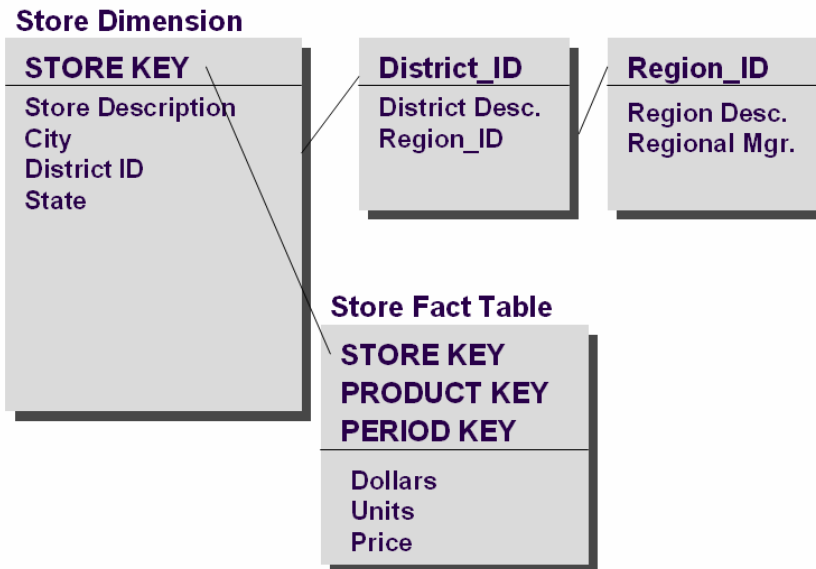 Store Dimension
STORE KEY
Store Description
City
District ID
State
District_ID
District Desc.
Region_ID
Region_ID
Region Desc.
Regional Mgr.
Store Fact Table
STORE KEY
PRODUCT KEY
PERIOD KEY
Dollars
Units
Price